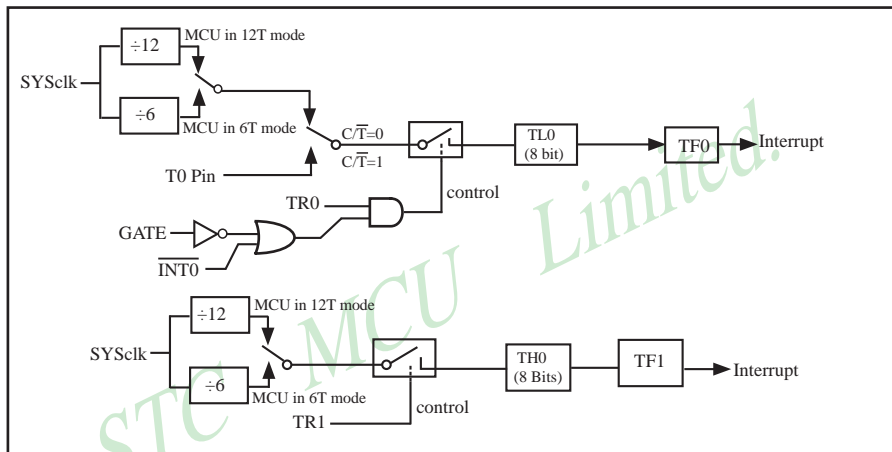 ÷12
MCU in 12T mode
SYSclk
÷6
MCU in 6T mode
C/T̅=0
C/T̅=1
T0 Pin
TL0
(8 bit)
TF0
Interrupt
control
TR0
GATE
I̅N̅T̅0̅
÷12
MCU in 12T mode
SYSclk
÷6
MCU in 6T mode
TH0
(8 Bits)
TF1
Interrupt
control
TR1
STC MCU Limited.